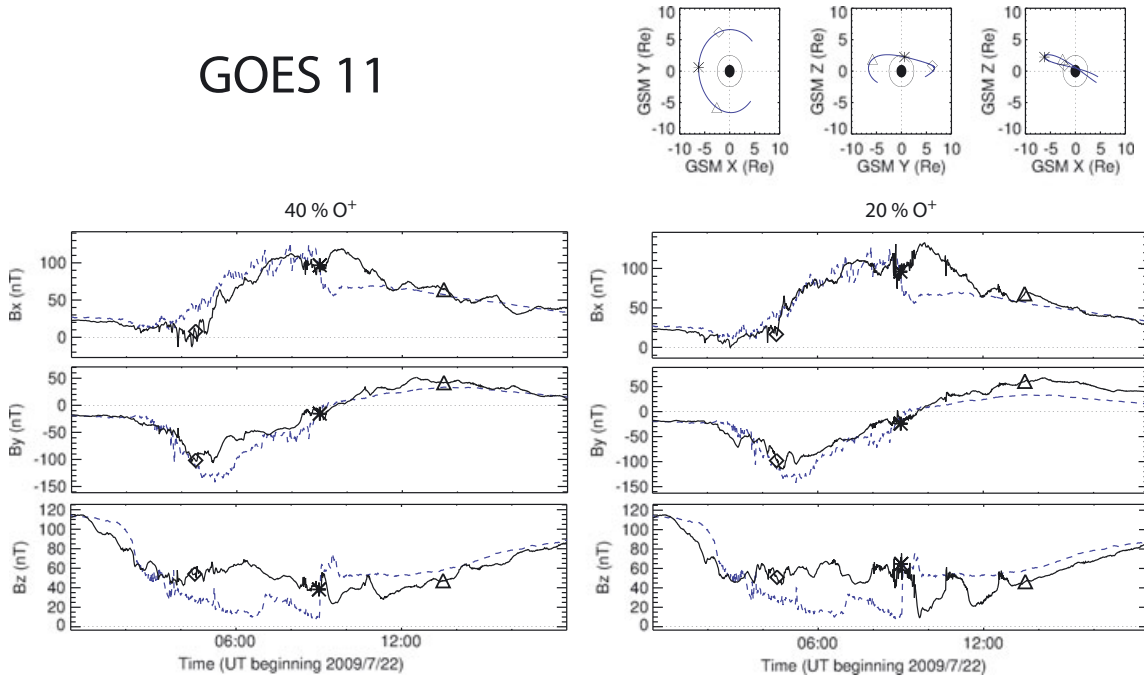 GOES 11
10
5
0
-5
-10
GSM Y (Re)
-10 -5 0 5 10
GSM X (Re)
10
5
0
-5
-10
GSM Z (Re)
-10 -5 0 5 10
GSM Y (Re)
10
5
0
-5
-10
GSM Z (Re)
-10 -5 0 5 10
GSM X (Re)
40 % O+
100
50
0
Bx (nT)
50
0
-50
-100
-150
By (nT)
120
100
80
60
40
20
0
Bz (nT)
06:00 12:00
Time (UT beginning 2009/7/22)
20 % O+
100
50
0
Bx (nT)
50
0
-50
-100
-150
By (nT)
120
100
80
60
40
20
0
Bz (nT)
06:00 12:00
Time (UT beginning 2009/7/22)